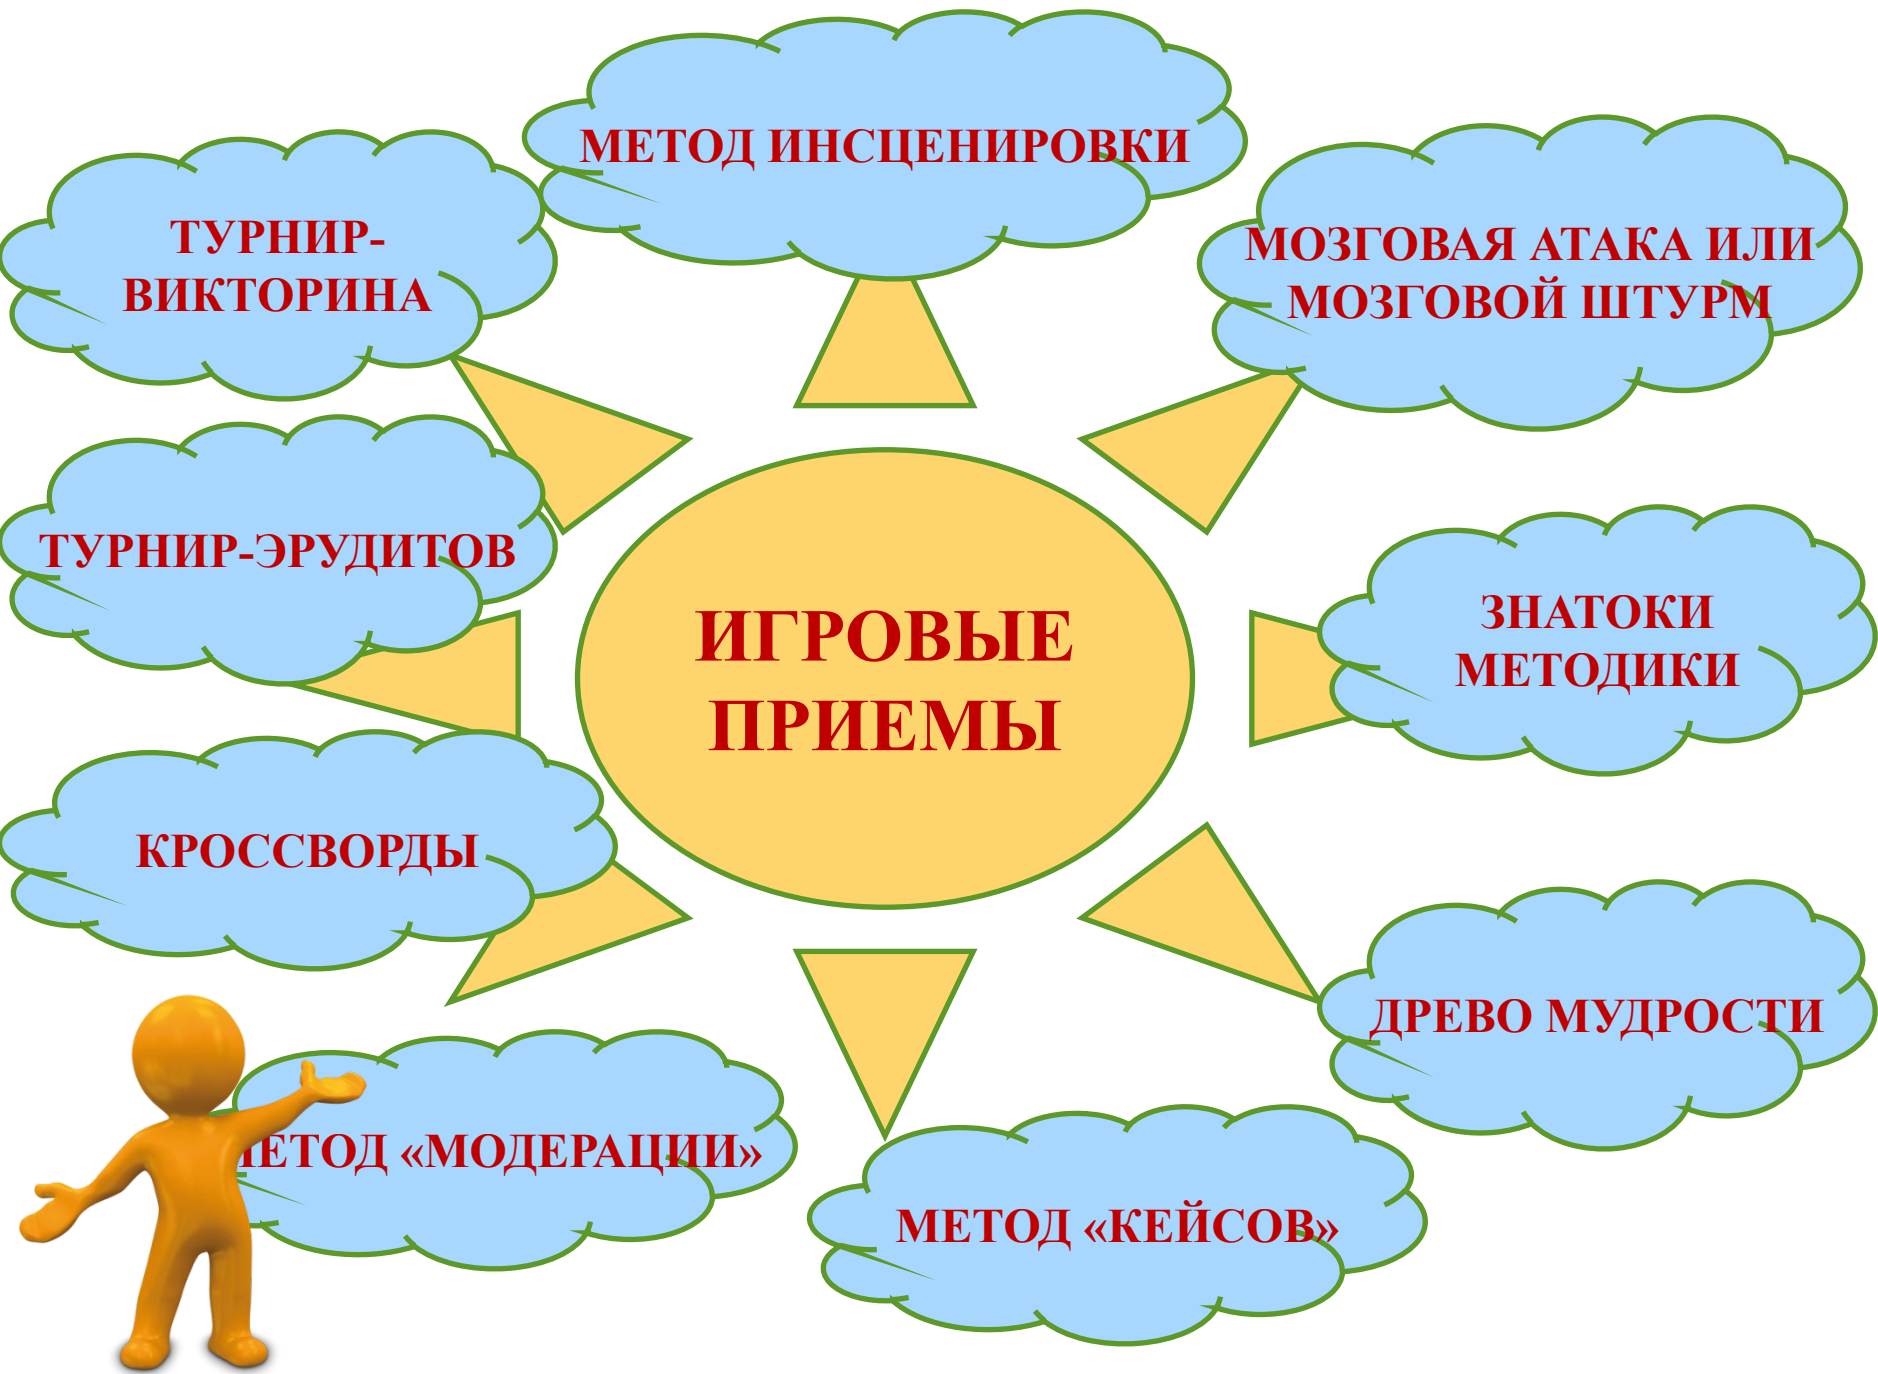 МЕТОД ИНСЦЕНИРОВКИ
ТУРНИР-
ВИКТОРИНА
МОЗГОВАЯ АТАКА ИЛИ
МОЗГОВОЙ ШТУРМ
ТУРНИР-ЭРУДИТОВ
ЗНАТОКИ
МЕТОДИКИ
ИГРОВЫЕ
ПРИЕМЫ
КРОССВОРДЫ
ДРЕВО МУДРОСТИ
МЕТОД «МОДЕРАЦИИ»
МЕТОД «КЕЙСОВ»